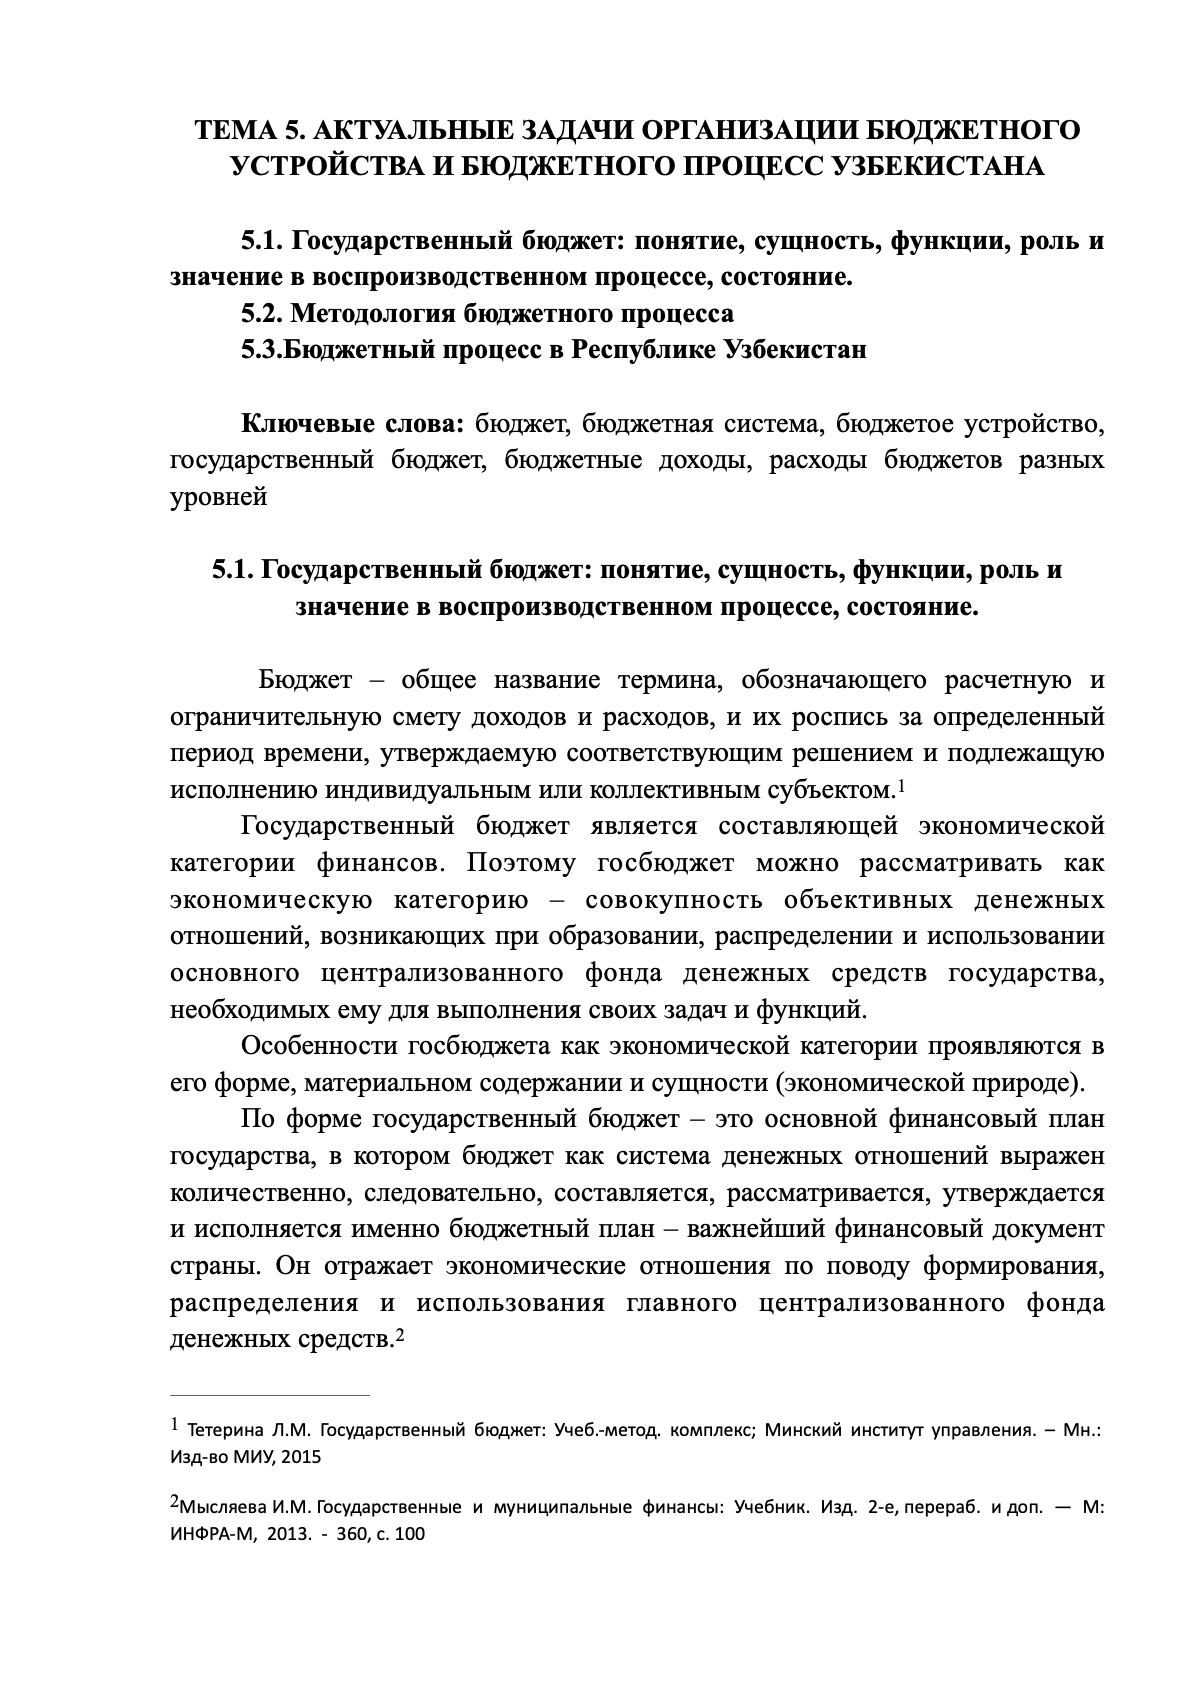 ТЕМА 5. АКТУАЛЬНЫЕ ЗАДАЧИ ОРГАНИЗАЦИИ БЮДЖЕТНОГО
УСТРОЙСТВА И БЮДЖЕТНОГО ПРОЦЕСС УЗБЕКИСТАНА
5.1. Государственный бюджет: понятие, сущность, функции, роль и
значение в воспроизводственном процессе, состояние.
5.2. Методология бюджетного процесса
5.3.Бюджетный процесс в Республике Узбекистан
Ключевые слова: бюджет, бюджетная система, бюджетое устройство,
государственный бюджет, бюджетные доходы, расходы бюджетов разных
уровней
5.1. Государственный бюджет: понятие, сущность, функции, роль и
значение в воспроизводственном процессе, состояние.
Бюджет – общее название термина, обозначающего расчетную и
ограничительную смету доходов и расходов, и их роспись за определенный
период времени, утверждаемую соответствующим решением и подлежащую
исполнению индивидуальным или коллективным субъектом.1
Государственный бюджет является составляющей экономической
категории финансов. Поэтому госбюджет можно рассматривать как
экономическую категорию – совокупность объективных денежных
отношений, возникающих при образовании, распределении и использовании
основного централизованного фонда денежных средств государства,
необходимых ему для выполнения своих задач и функций.
Особенности госбюджета как экономической категории проявляются в
его форме, материальном содержании и сущности (экономической природе).
По форме государственный бюджет – это основной финансовый план
государства, в котором бюджет как система денежных отношений выражен
количественно, следовательно, составляется, рассматривается, утверждается
и исполняется именно бюджетный план – важнейший финансовый документ
страны. Он отражает экономические отношения по поводу формирования,
распределения и использования главного централизованного фонда
денежных средств.2
1 Тетерина Л.М. Государственный бюджет: Учеб.-метод. комплекс; Минский институт управления. – Мн.:
Изд-во МИУ, 2015
2Мысляева И.М. Государственные и муниципальные финансы: Учебник. Изд. 2-е, перераб. и доп. — М:
ИНФРА-М, 2013. - 360, с. 100